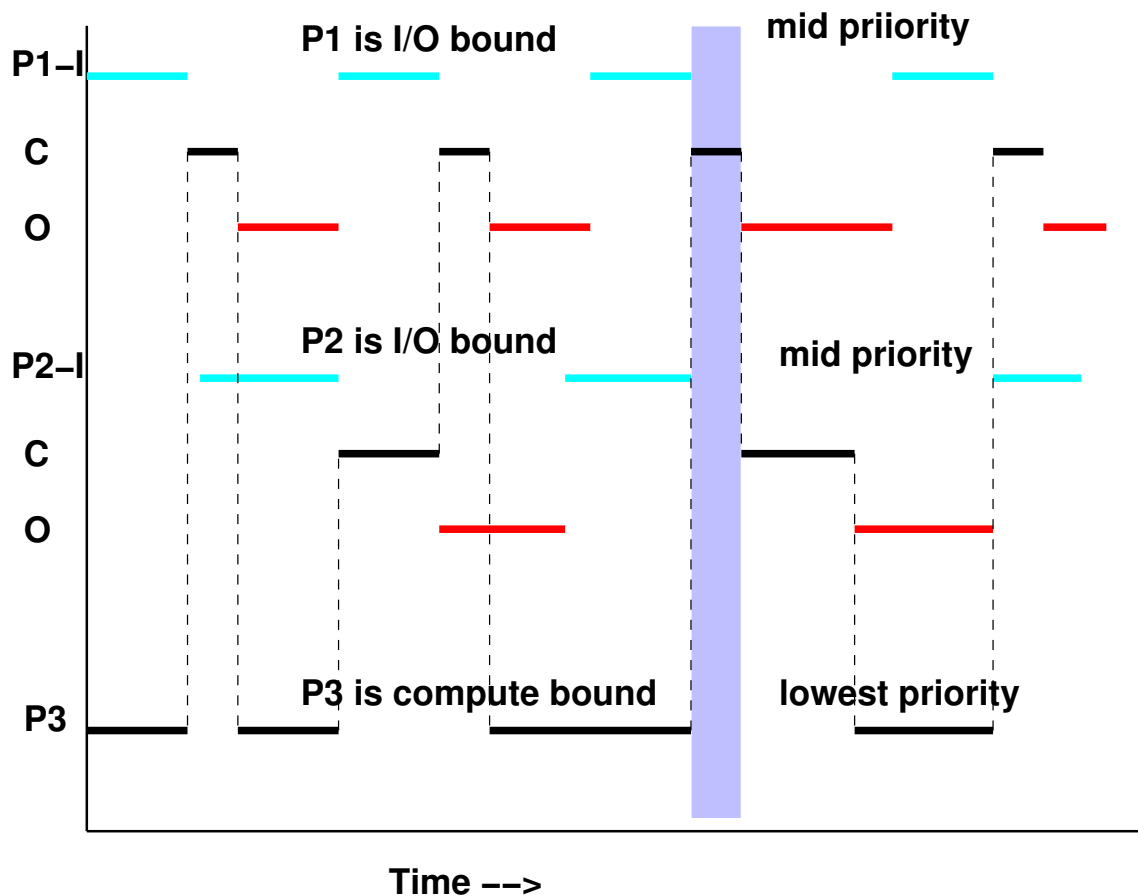 P1 is I/O bound
mid priiority
P1–I
C
O
P2 is I/O bound
mid priority
P2–I
C
O
P3 is compute bound
lowest priority
P3
Time −−>